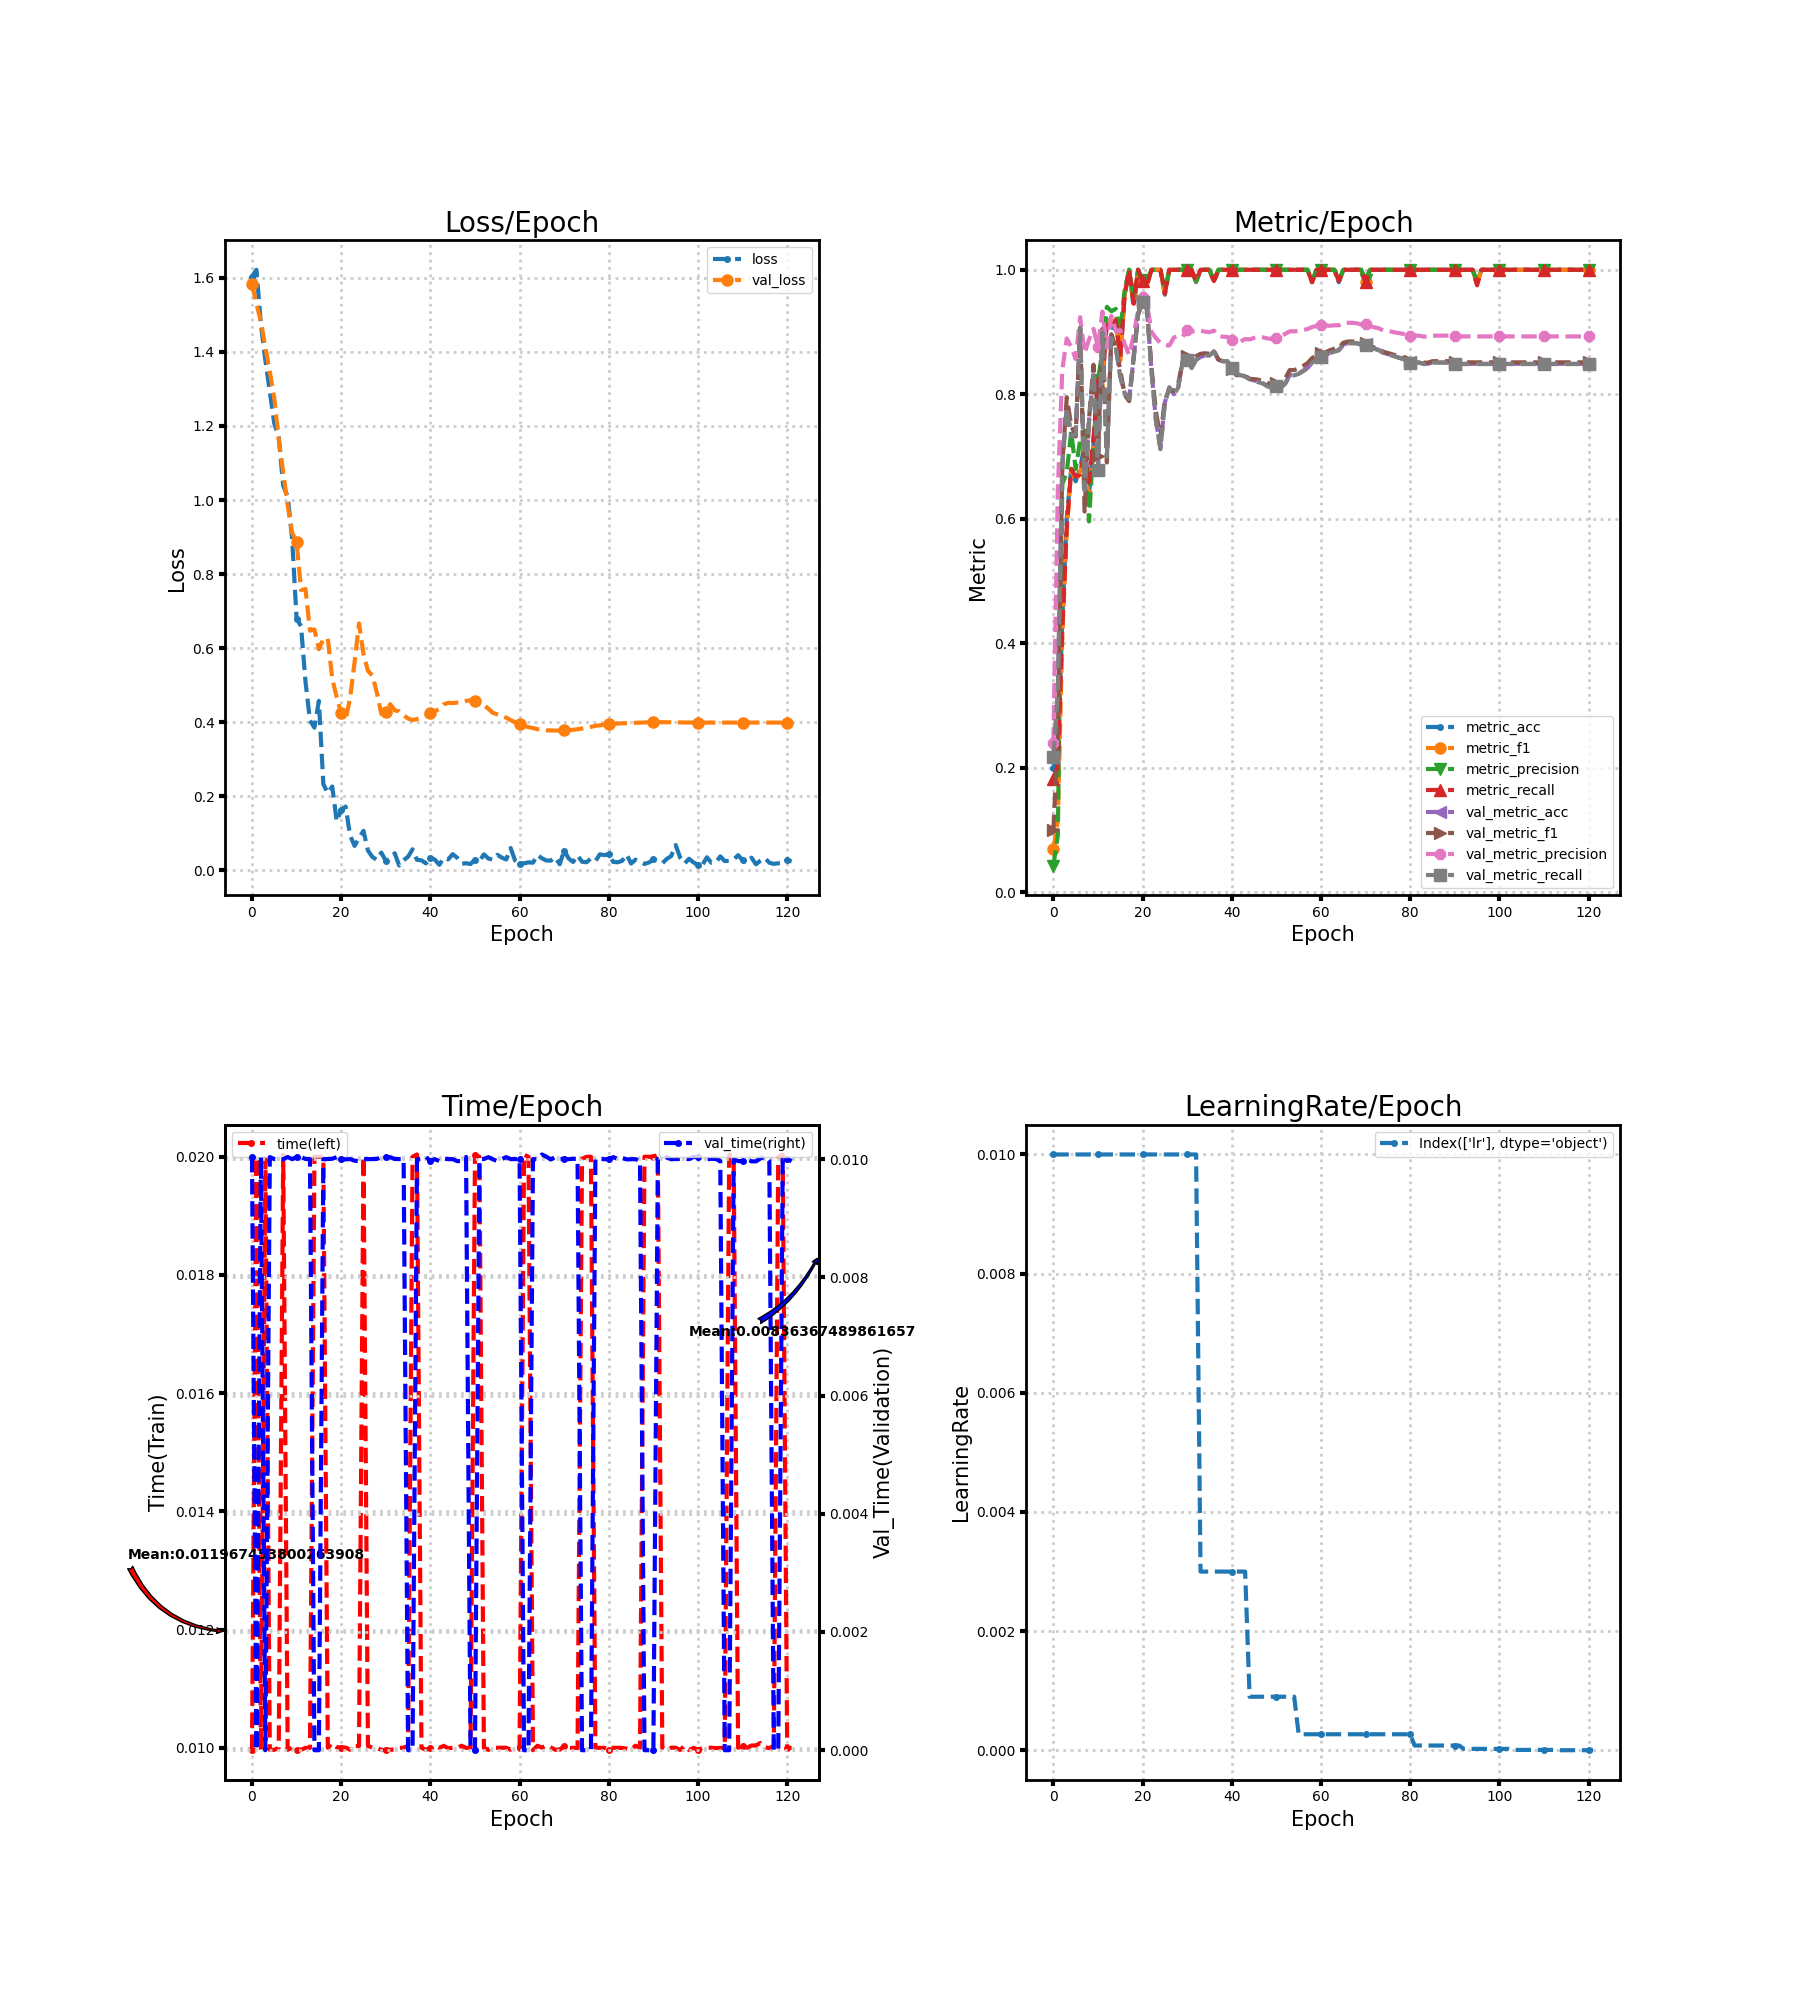 Loss/Epoch
1.6
1.4
1.2
1.0
0.8
0.6
0.4
0.2
0.0
Loss
loss
val_loss
0 20 40 60 80 100 120
Epoch
Metric/Epoch
1.0
0.8
0.6
0.4
0.2
0.0
Metric
metric_acc
metric_f1
metric_precision
metric_recall
val_metric_acc
val_metric_f1
val_metric_precision
val_metric_recall
0 20 40 60 80 100 120
Epoch
Time/Epoch
time(left)
val_time(right)
0.020
0.018
0.016
0.014
0.012
0.010
Time(Train)
0.010
0.008
0.006
0.004
0.002
0.000
Val_Time(Validation)
Mean:0.00836367489861657
0 20 40 60 80 100 120
Epoch
LearningRate/Epoch
Index(['lr'], dtype='object')
0.010
0.008
0.006
0.004
0.002
0.000
LearningRate
0 20 40 60 80 100 120
Epoch